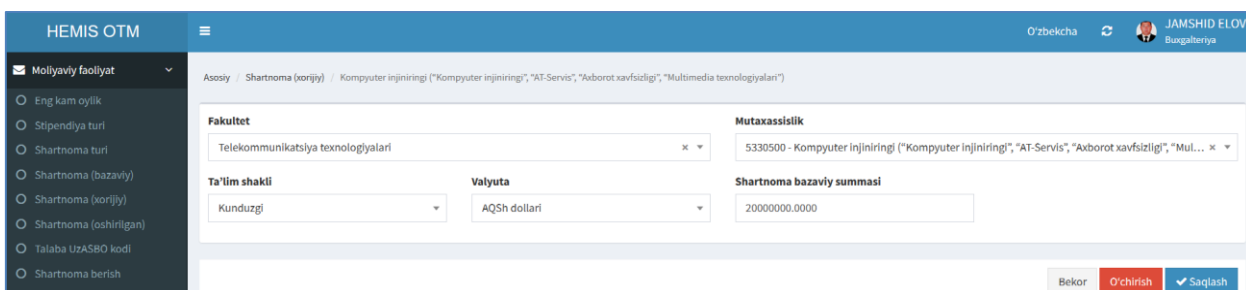 HEMIS OTM
O'zbekcha
JAMSHID ELOV
Buxgalteriya
Moliyaviy faoliyat
Asosiy / Shartnoma (xorijiy) / Kompyuter injiniringi ("Kompyuter injiniringi", "AT-Servis", "Axborot xavfsizligi", "Multimedia texnologiyalari")
Eng kam oylik
Stipendiya turi
Shartnoma turi
Shartnoma (bazaviy)
Shartnoma (xorijiy)
Shartnoma (oshirilgan)
Talaba UzASBO kodi
Shartnoma berish
Fakultet
Telekommunikatsiya texnologiyalari
Mutaxassislik
5330500 - Kompyuter injiniringi ("Kompyuter injiniringi", "AT-Servis", "Axborot xavfsizligi", "Mul...
Ta'lim shakli
Kunduzgi
Valyuta
AQSh dollari
Shartnoma bazaviy summasi
20000000.0000
Bekor
O'chirish
Saqlash